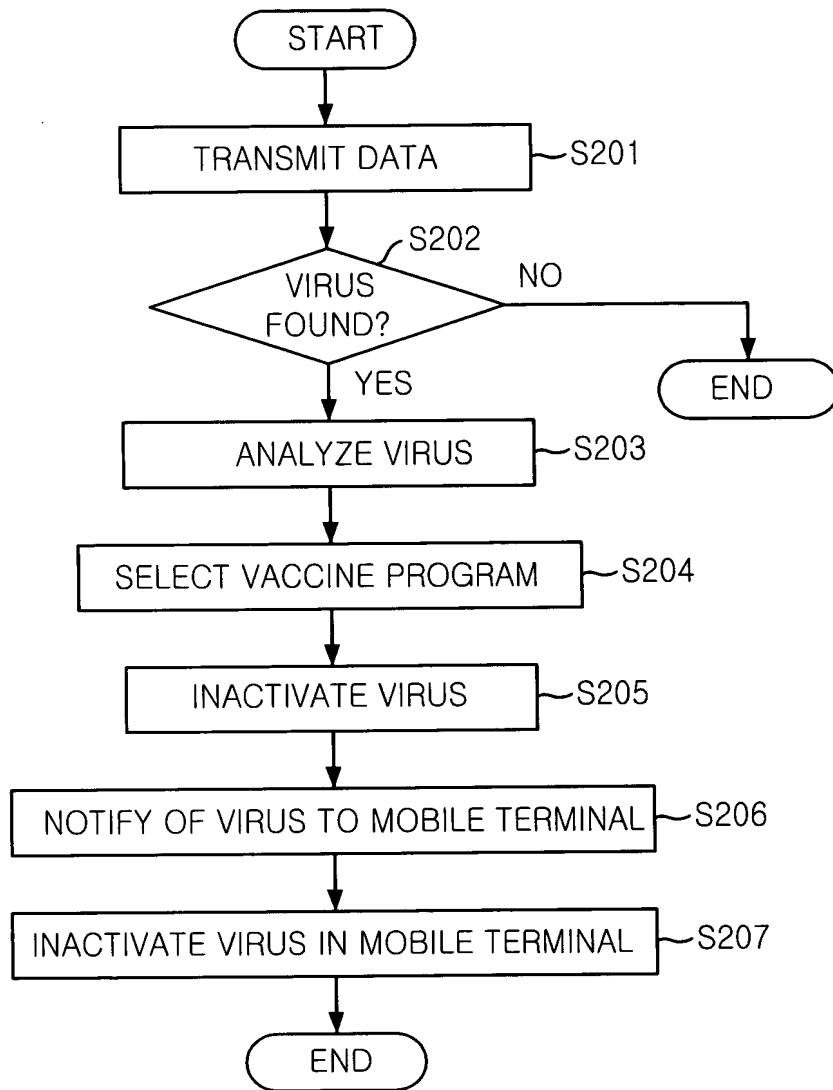 START
TRANSMIT DATA
S201
S202
VIRUS
FOUND?
NO
YES
END
ANALYZE VIRUS
S203
SELECT VACCINE PROGRAM
S204
INACTIVATE VIRUS
S205
NOTIFY OF VIRUS TO MOBILE TERMINAL
S206
INACTIVATE VIRUS IN MOBILE TERMINAL
S207
END